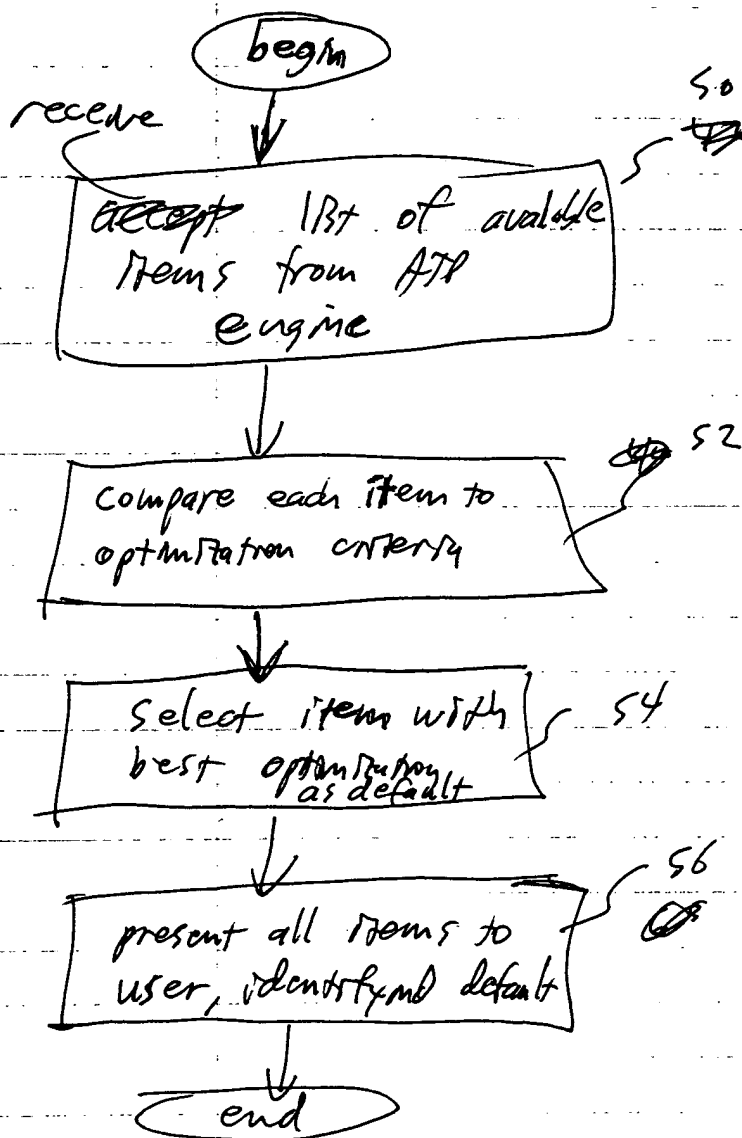 begin
receive
50
accept list of available
items from ATP
engine
52
compare each item to
optimization criteria
select item with
54
best optimization
as default
56
present all items to
user, identifying default
end